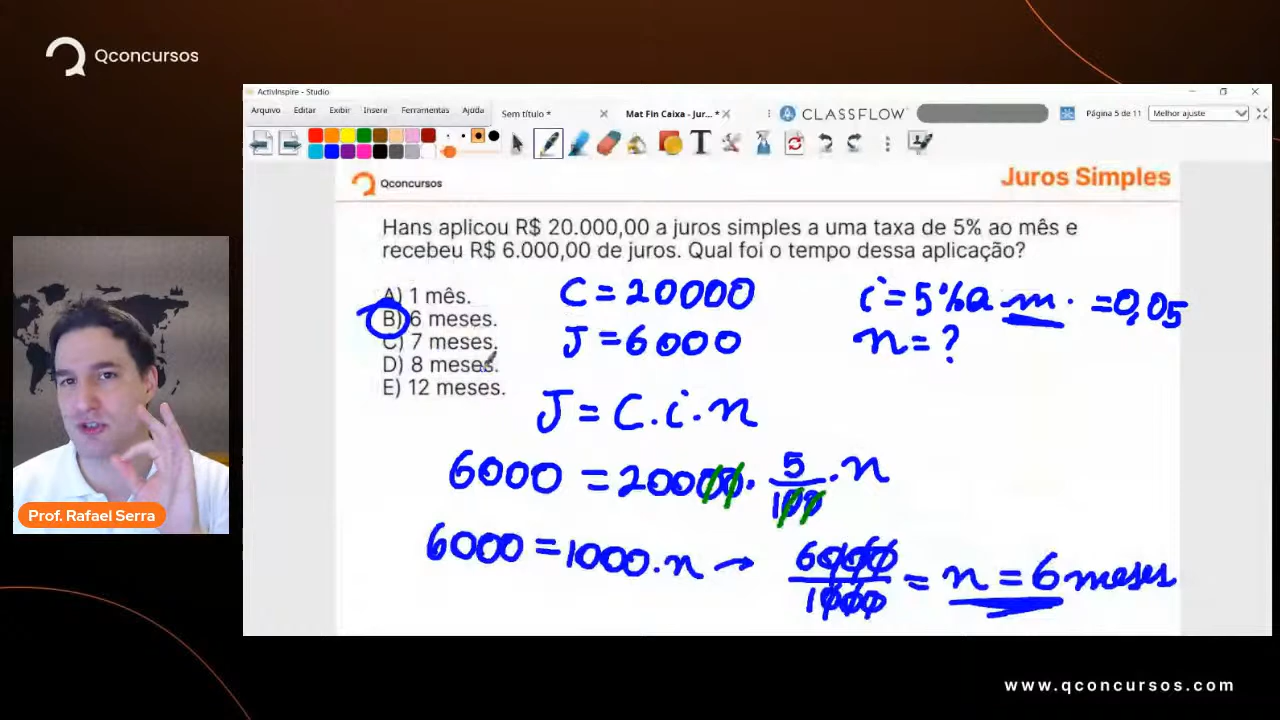 Qconcursos
ActivInspire - Studio
Arquivo Editar Exibir Insera Ferramentas Ajuda
Sem título *
Mat Fin Caixa - Jur... *
CLASSFLOW
Página 5 de 11
Melhor ajuste
Qconcursos
Juros Simples
Hans aplicou R$ 20.000,00 a juros simples a uma taxa de 5% ao mês e
recebeu R$ 6.000,00 de juros. Qual foi o tempo dessa aplicação?
A) 1 mês.
B) 6 meses.
C) 7 meses.
D) 8 meses.
E) 12 meses.
C = 20000
i = 5% a m. = 0,05
J = 6000
n = ?
J = C . i . n
6000 = 20000 . 5/100 . n
6000 = 1000 . n → 6000/1000 = n = 6 meses
Prof. Rafael Serra
www.qconcursos.com